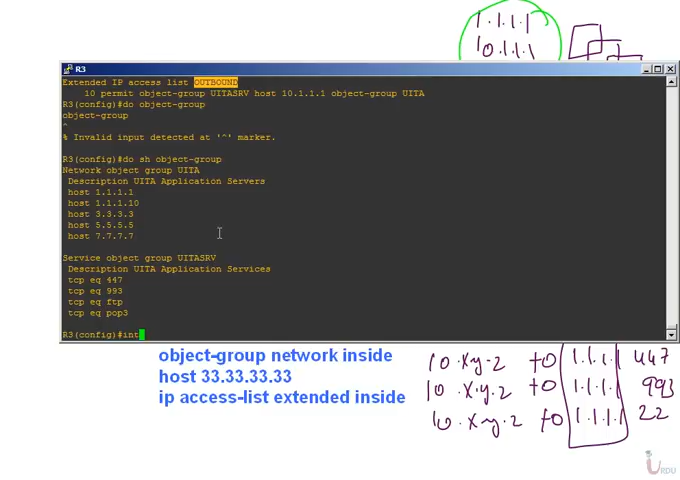 1.1.1.1
10.1.1.1
R3
Extended IP access list OUTBOUND
10 permit object-group UITASRV host 10.1.1.1 object-group UITA
R3(config)#do object-group
object-group
^
% Invalid input detected at '^' marker.
R3(config)#do sh object-group
Network object group UITA
Description UITA Application Servers
host 1.1.1.1
host 1.1.1.10
host 3.3.3.3
host 5.5.5.5
host 7.7.7.7
Service object group UITASRV
Description UITA Application Services
tcp eq 447
tcp eq 993
tcp eq ftp
tcp eq pop3
R3(config)#int
object-group network inside
host 33.33.33.33
ip access-list extended inside
10.xy.2 to 1.1.1.1 447
10.x.y.2 to 1.1.1.1 993
10.xy.2 to 1.1.1.1 22
URDU